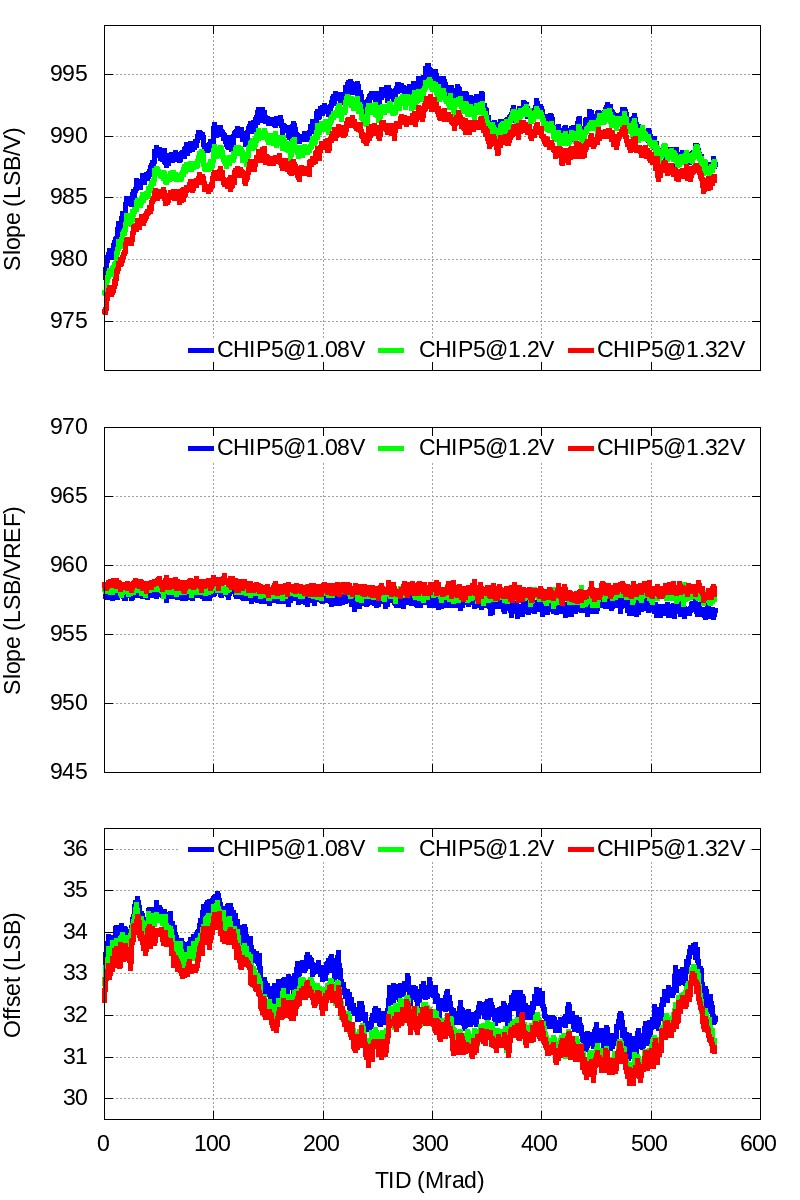 995
990
985
980
975
Slope (LSB/V)
CHIP5@1.08V CHIP5@1.2V CHIP5@1.32V
970
965
960
955
950
945
Slope (LSB/VREF)
CHIP5@1.08V CHIP5@1.2V CHIP5@1.32V
36
35
34
33
32
31
30
Offset (LSB)
CHIP5@1.08V CHIP5@1.2V CHIP5@1.32V
0 100 200 300 400 500 600
TID (Mrad)